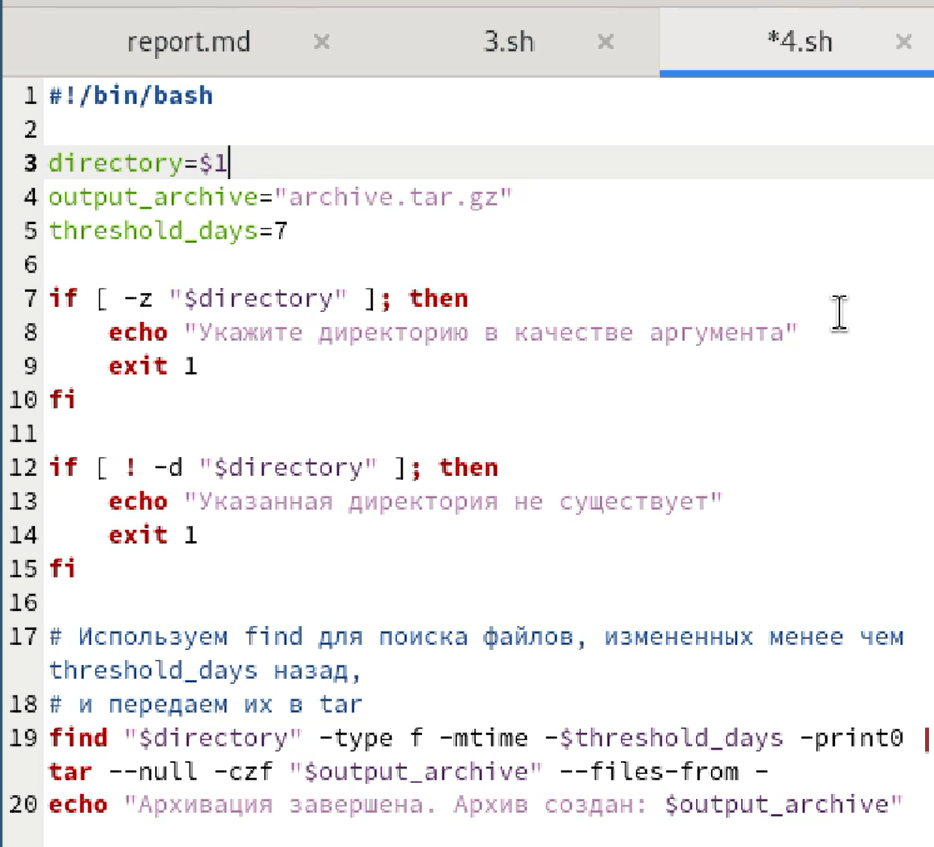 report.md × 3.sh × *4.sh ×
1 #!/bin/bash
2
3 directory=$1
4 output_archive="archive.tar.gz"
5 threshold_days=7
6
7 if [ -z "$directory" ]; then
8     echo "Укажите директорию в качестве аргумента"
9     exit 1
10 fi
11
12 if [ ! -d "$directory" ]; then
13     echo "Указанная директория не существует"
14     exit 1
15 fi
16
17 # Используем find для поиска файлов, измененных менее чем
threshold_days назад,
18 # и передаем их в tar
19 find "$directory" -type f -mtime -$threshold_days -print0 |
tar --null -czf "$output_archive" --files-from -
20 echo "Архивация завершена. Архив создан: $output_archive"